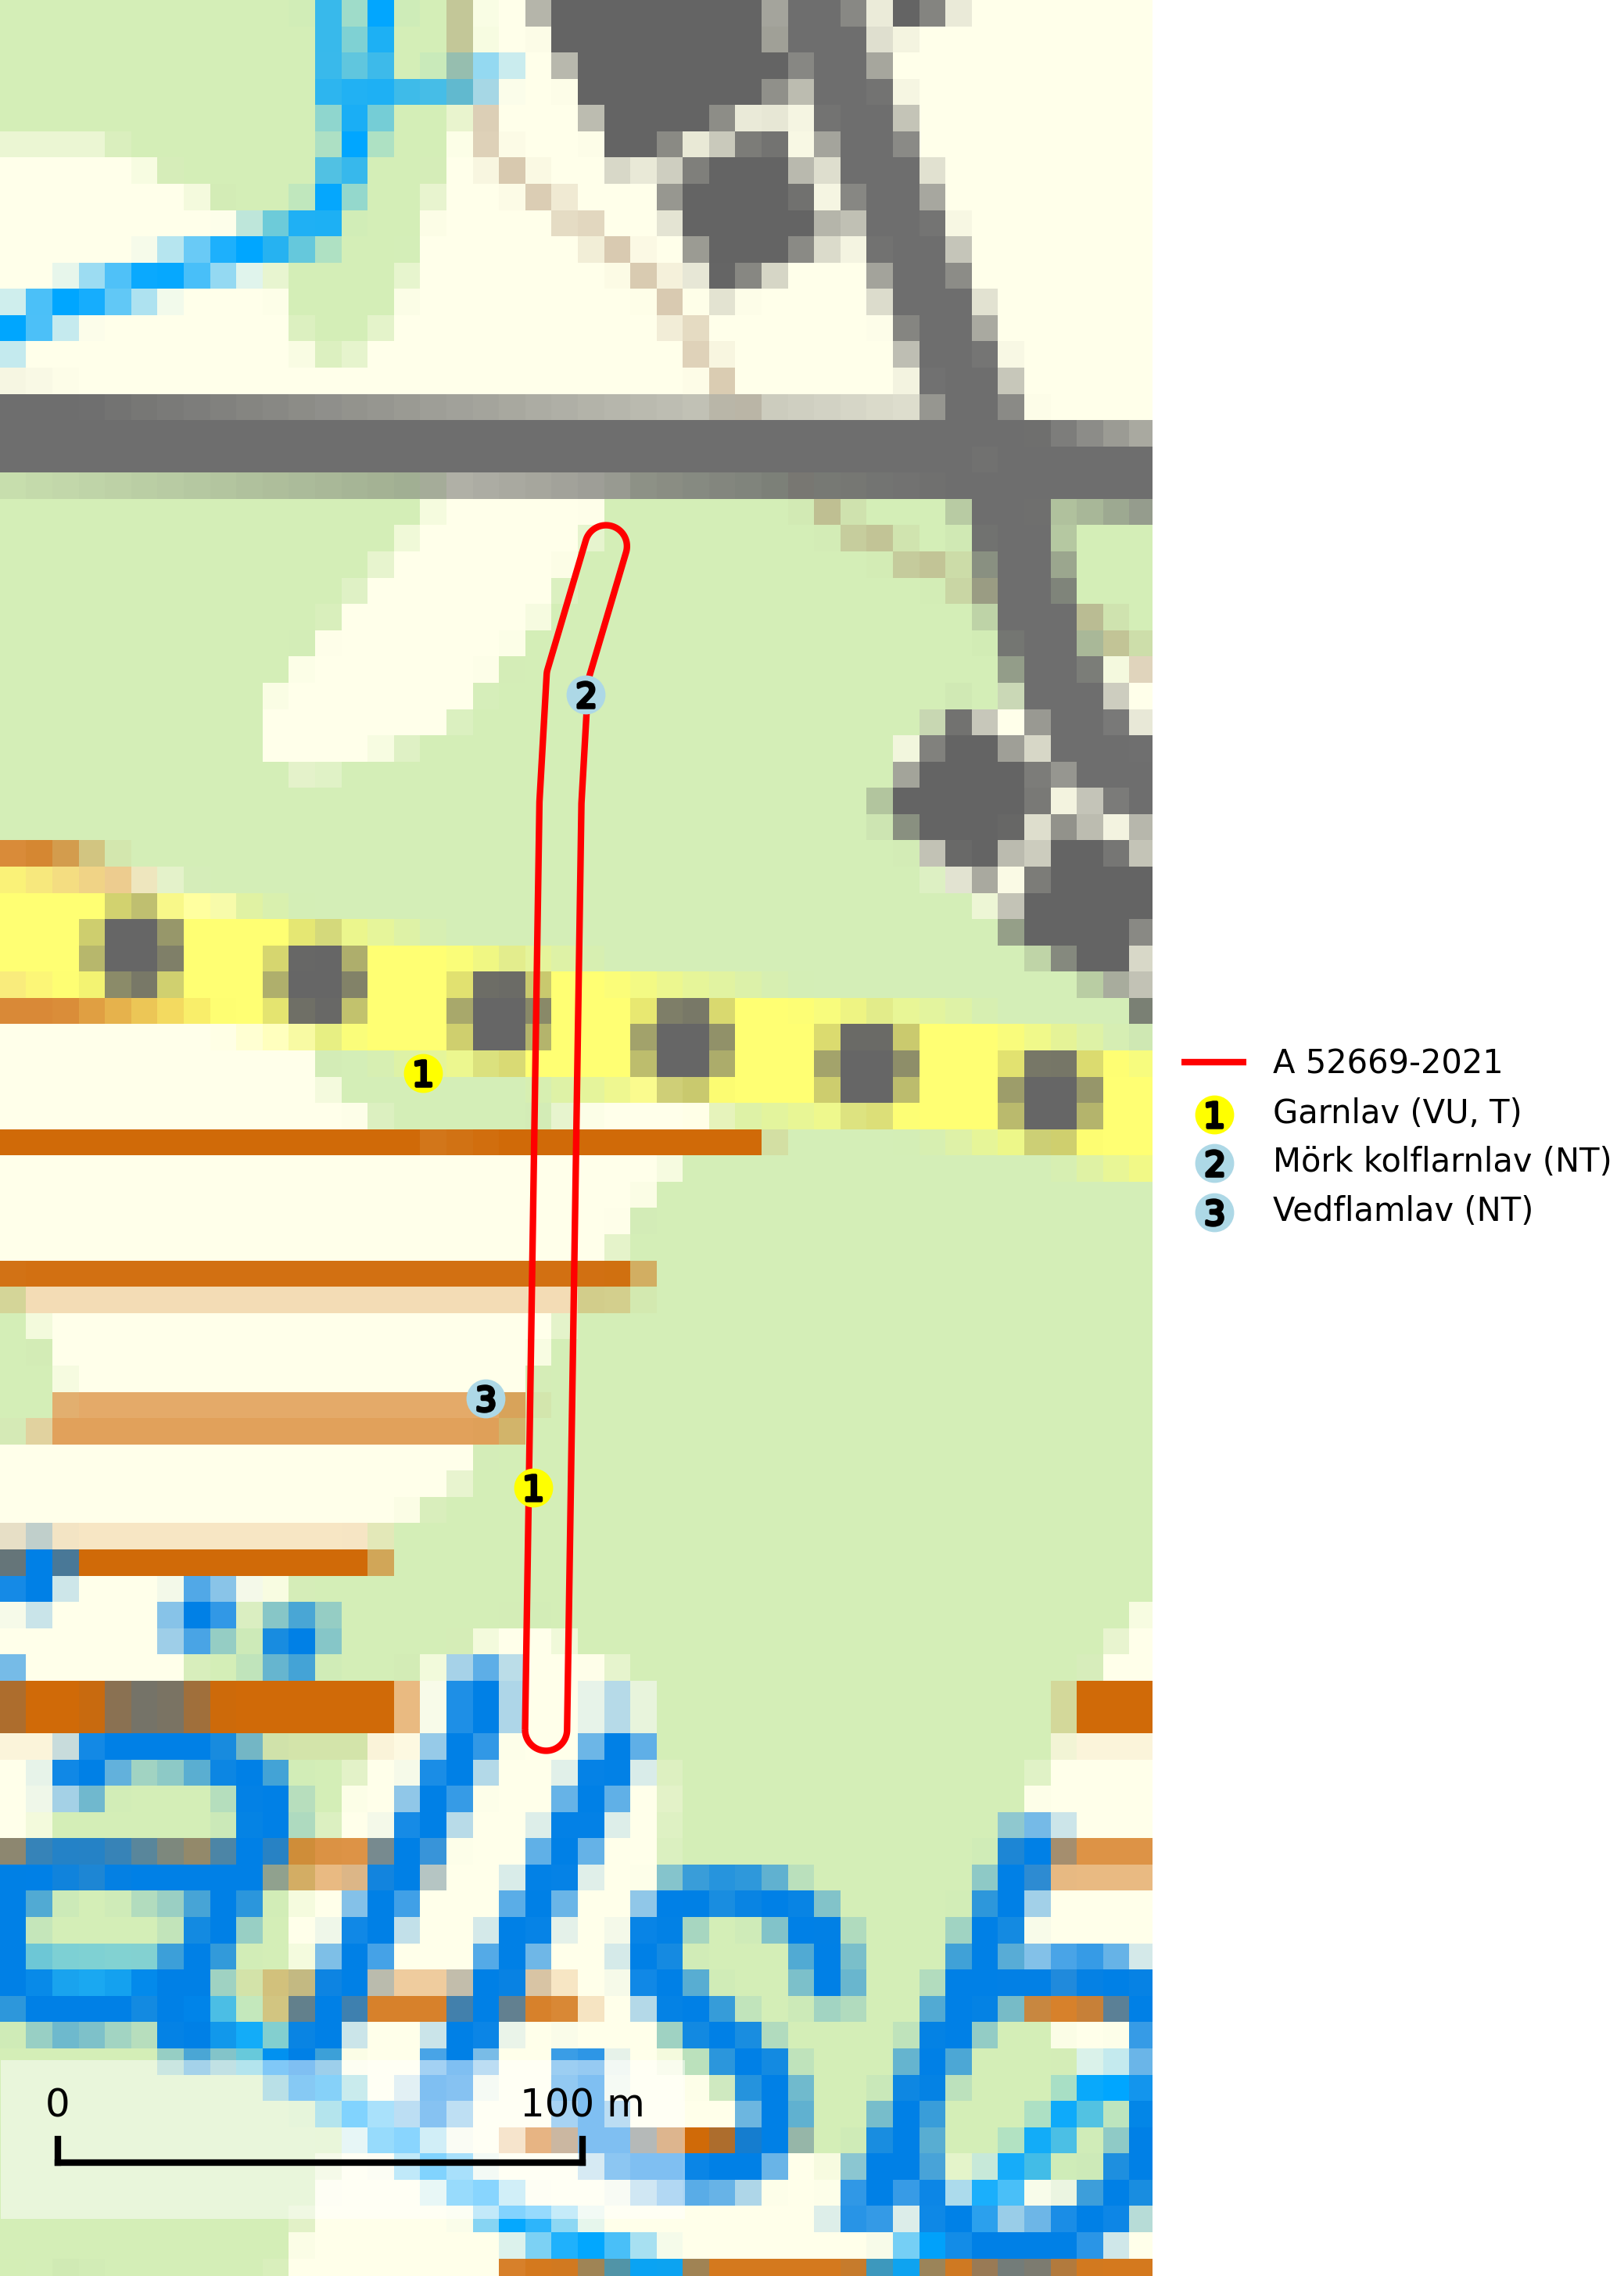 2
1
3
1
A 52669-2021
1 Garnlav (VU, T)
2 Mörk kolflarnlav (NT)
3 Vedflamlav (NT)
0 100 m